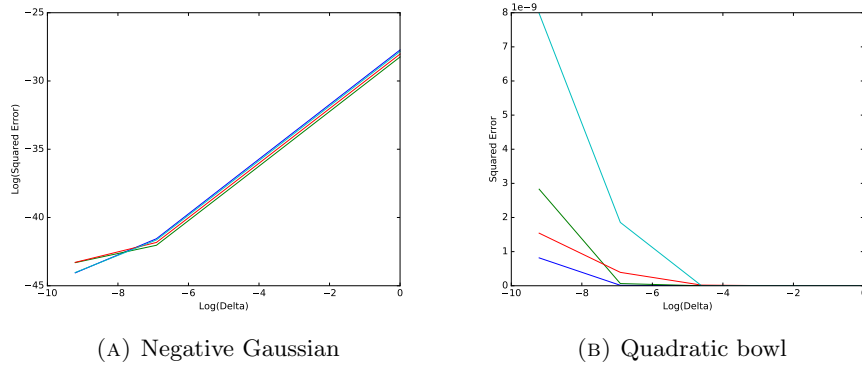 −25
−30
−35
−40
−45
Log(Squared Error)
−10 −8 −6 −4 −2 0
Log(Delta)
(A) Negative Gaussian
1e−9
8
7
6
5
4
3
2
1
0
Squared Error
−10 −8 −6 −4 −2 0
Log(Delta)
(B) Quadratic bowl